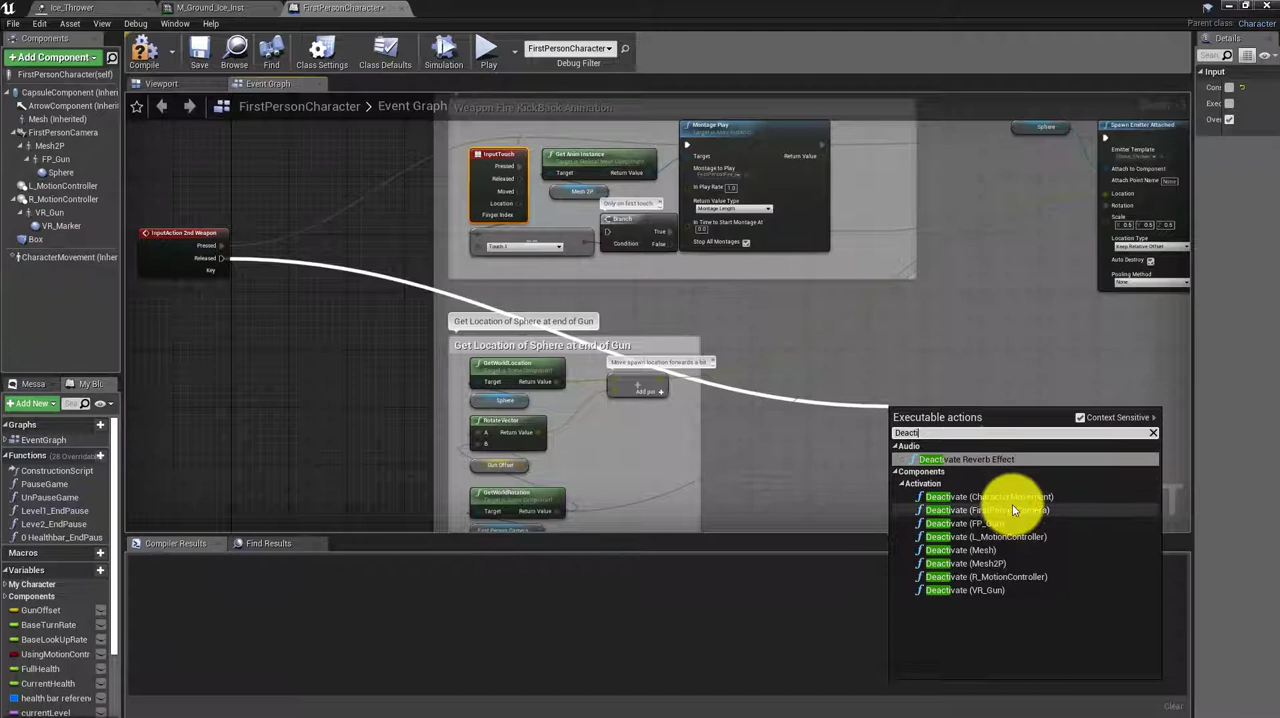 Ice_Thrower
M_Ground_Ice_Inst
FirstPersonCharacter
File Edit Asset View Debug Window Help
Parent class: Character
Components
Details
+ Add Component
Compile
Save
Browse
Find
Class Settings
Class Defaults
Simulation
Play
FirstPersonCharacter
Debug Filter
Input
FirstPersonCharacter(self)
Viewport
Event Graph
CapsuleComponent (Inheri
ArrowComponent (Inheri
Mesh (Inherited)
FirstPersonCamera
Mesh2P
FP_Gun
Sphere
L_MotionController
R_MotionController
VR_Gun
VR_Marker
Box
CharacterMovement (Inher
FirstPersonCharacter > Event Graph
Weapon Fire KickBack Animation
InputTouch
Pressed
Released
Moved
Location
Finger Index
Get Anim Instance
Target Return Value
Mesh 2P
Only on first touch
Branch
True
Condition False
Touch 1
Montage Play
Target Return Value
Montage to Play
In Play Rate 1.0
Return Value Type
Montage Length
In Time to Start Montage At
0.0
Stop All Montages
Sphere
Spawn Emitter Attached
Emitter Template
Attach to Component
Attach Point Name None
Location
Rotation
Scale
Location Type
Keep Relative Offset
Auto Destroy
Pooling Method
None
InputAction 2nd Weapon
Pressed
Released
Key
Get Location of Sphere at end of Gun
Get Location of Sphere at end of Gun
GetWorldLocation
Target Return Value
Sphere
Move spawn location forwards a bit
Add pin +
RotateVector
A Return Value
B
Gun Offset
GetWorldRotation
Target Return Value
Executable actions
Context Sensitive
Deacti
Audio
Deactivate Reverb Effect
Components
Activation
Deactivate (CharacterMovement)
Deactivate (FirstPersonCamera)
Deactivate (FP_Gun)
Deactivate (L_MotionController)
Deactivate (Mesh)
Deactivate (Mesh2P)
Deactivate (R_MotionController)
Deactivate (VR_Gun)
Messa
My Blu
+ Add New
Graphs
EventGraph
Functions (28 Overridab
ConstructionScript
PauseGame
UnPauseGame
Level1_EndPause
Leve2_EndPause
0 Healthbar_EndPaus
Macros
Variables
My Character
Components
GunOffset
BaseTurnRate
BaseLookUpRate
UsingMotionContr
FullHealth
CurrentHealth
health bar referen
currentLevel
Compiler Results
Find Results
Clear